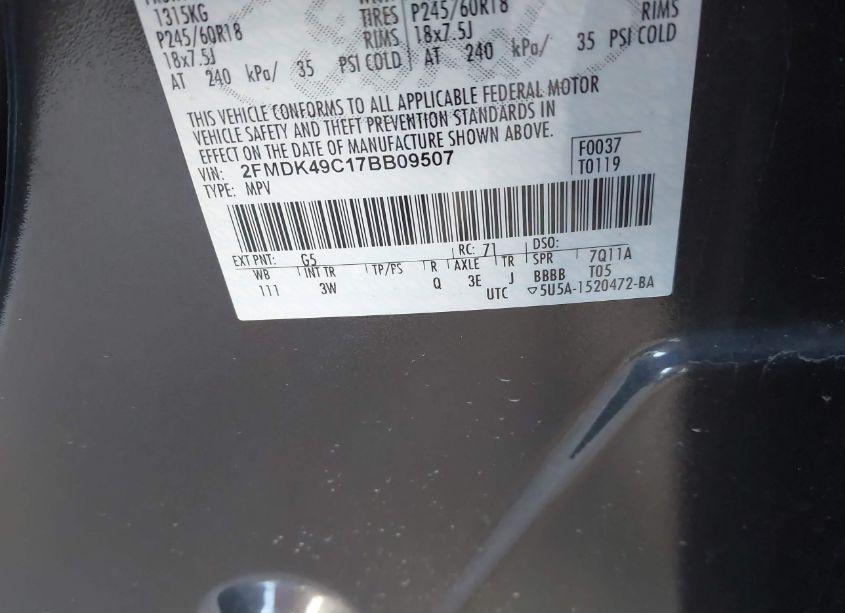 1315KG
P245/60R18
18x7.5J
AT 240 kPa/ 35 PSI COLD
TIRES P245/60R18
RIMS 18x7.5J RIMS
AT 240 kPa/ 35 PSI COLD
THIS VEHICLE CONFORMS TO ALL APPLICABLE FEDERAL MOTOR
VEHICLE SAFETY AND THEFT PREVENTION STANDARDS IN
EFFECT ON THE DATE OF MANUFACTURE SHOWN ABOVE.
VIN: 2FMDK49C17BB09507
TYPE: MPV
F0037
T0119
EXT PNT: G5 RC: 71 DSO:
WB INT TR TP/PS R AXLE TR SPR 7Q11A
111 3W Q 3E J BBBB T05
UTC ▽5U5A-1520472-BA